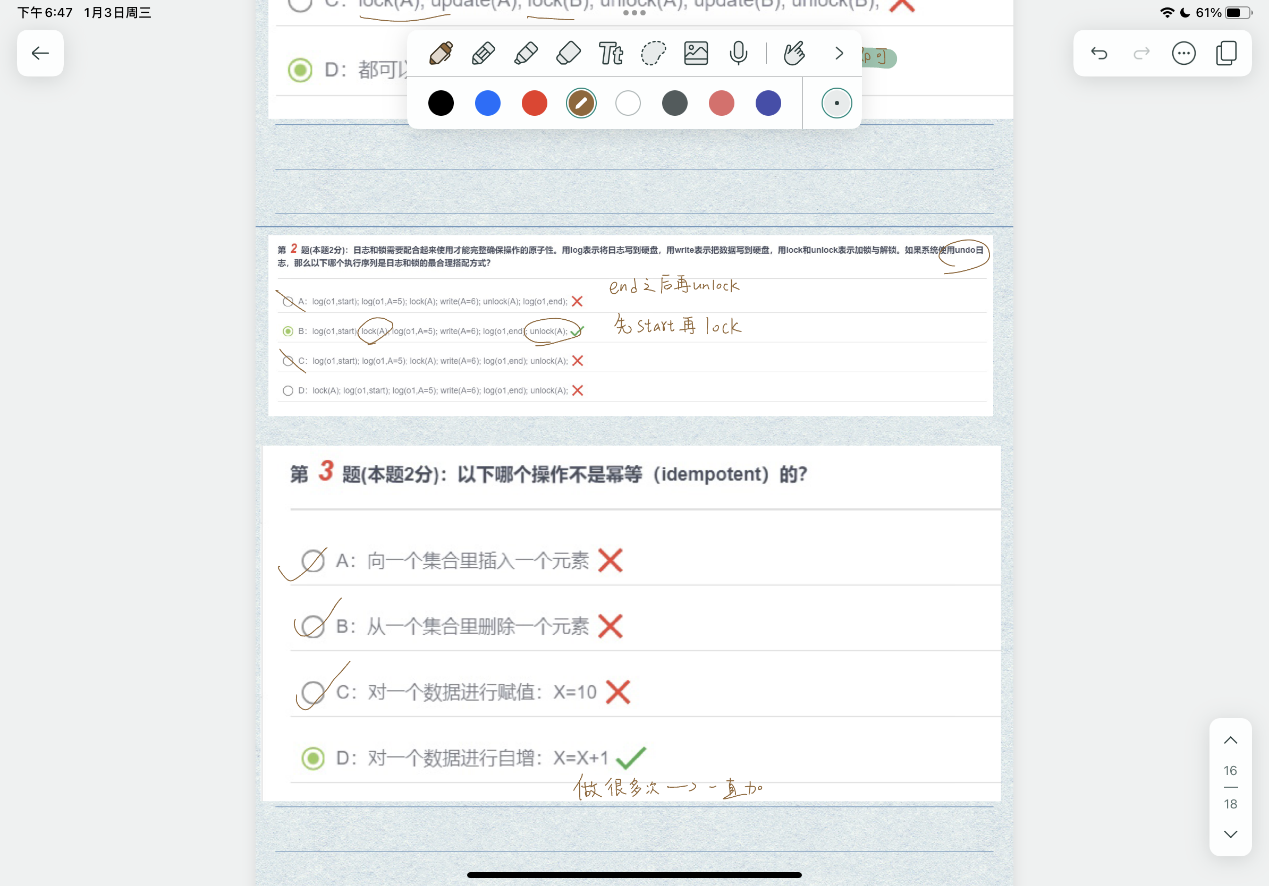 下午6:47 1月3日周三
61%
C: lock(A), update(A), lock(B), unlock(A), update(B), unlock(B);
D：都可以
Tt
第 2 题(本题2分)：日志和锁需要配合起来使用才能完整确保操作的原子性。用log表示将日志写到硬盘，用write表示把数据写到硬盘，用lock和unlock表示加锁与解锁。如果系统使用undo日
志，那么以下哪个执行序列是日志和锁的最合理搭配方式？
end之后再unlock
A：log(o1,start); log(o1,A=5); lock(A); write(A=6); unlock(A); log(o1,end);
先start再lock
B：log(o1,start); lock(A); log(o1,A=5); write(A=6); log(o1,end); unlock(A);
C：log(o1,start); log(o1,A=5); lock(A); write(A=6); log(o1,end); unlock(A);
D：lock(A); log(o1,start); log(o1,A=5); write(A=6); log(o1,end); unlock(A);
第 3 题(本题2分)：以下哪个操作不是幂等（idempotent）的？
A：向一个集合里插入一个元素
B：从一个集合里删除一个元素
C：对一个数据进行赋值：X=10
D：对一个数据进行自增：X=X+1
做很多次一>一直加
16
18